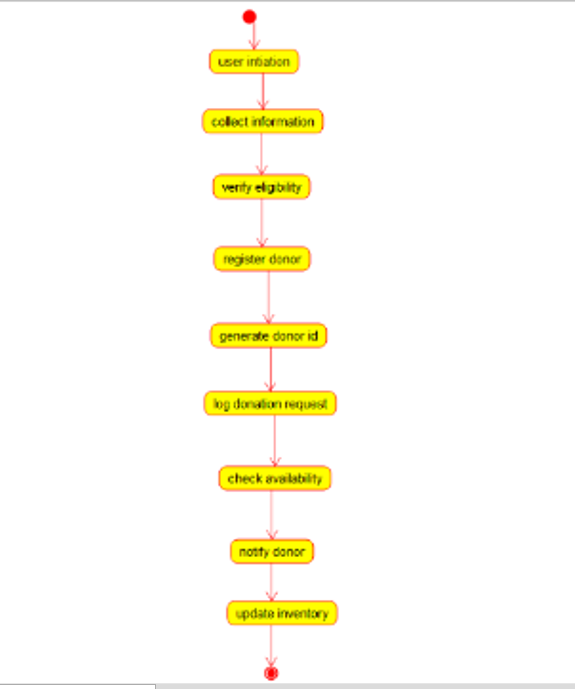 user intiation
collect information
verify eligibility
register donor
generate donor id
log donation request
check availability
notify donor
update inventory